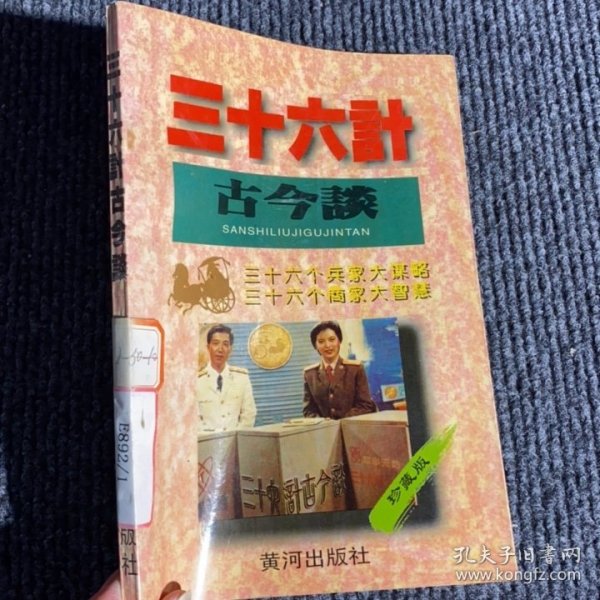 三十六計
古今談
SANSHILIUJIGUJINTAN
三十六个兵家大谋略
三十六个商家大智慧
三十六計古今談
珍藏版
黄河出版社
三十六計古今談
E892/1
版社
孔夫子旧書网
www.kongfz.com